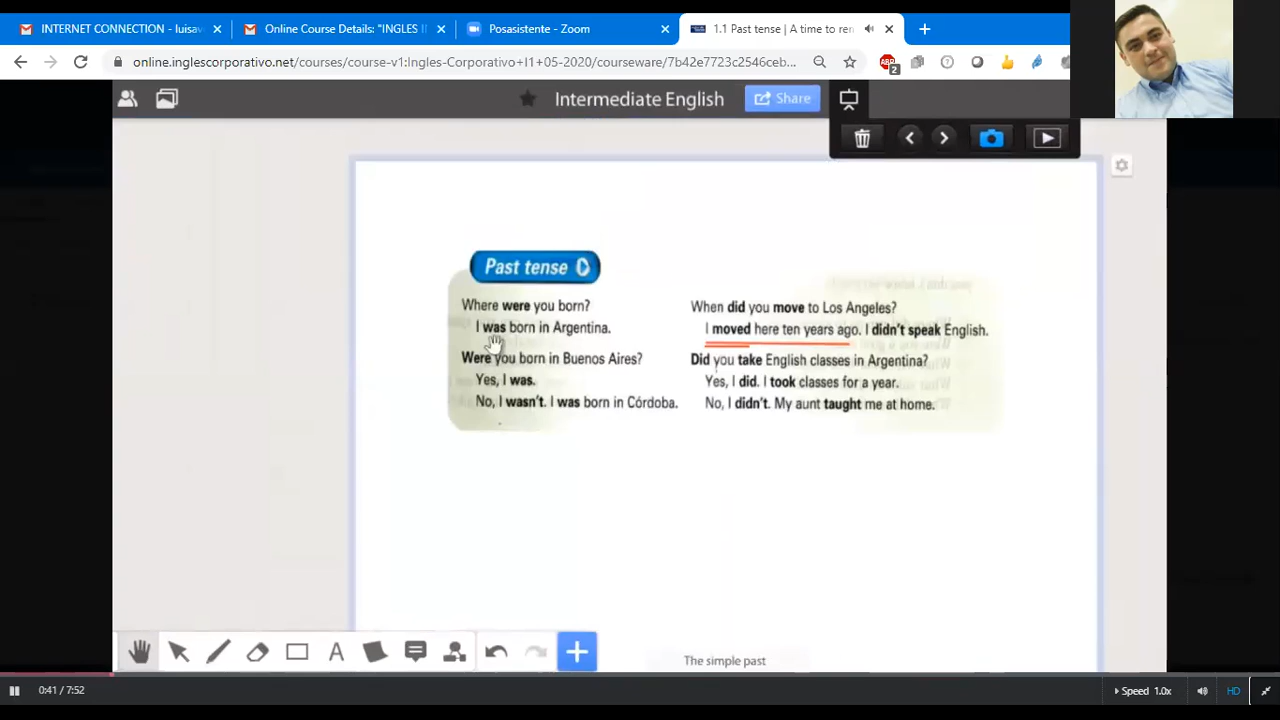 INTERNET CONNECTION - luisav
Online Course Details: "INGLES I
Posasistente - Zoom
1.1 Past tense | A time to rem
online.inglescorporativo.net/courses/course-v1:Ingles-Corporativo+I1+05-2020/courseware/7b42e7723c2546ceb...
ABP
2
Intermediate English
Share
Past tense
Where were you born?
I was born in Argentina.
Were you born in Buenos Aires?
Yes, I was.
No, I wasn't. I was born in Córdoba.
When did you move to Los Angeles?
I moved here ten years ago. I didn't speak English.
Did you take English classes in Argentina?
Yes, I did. I took classes for a year.
No, I didn't. My aunt taught me at home.
A
The simple past
0:41 / 7:52
Speed 1.0x
HD